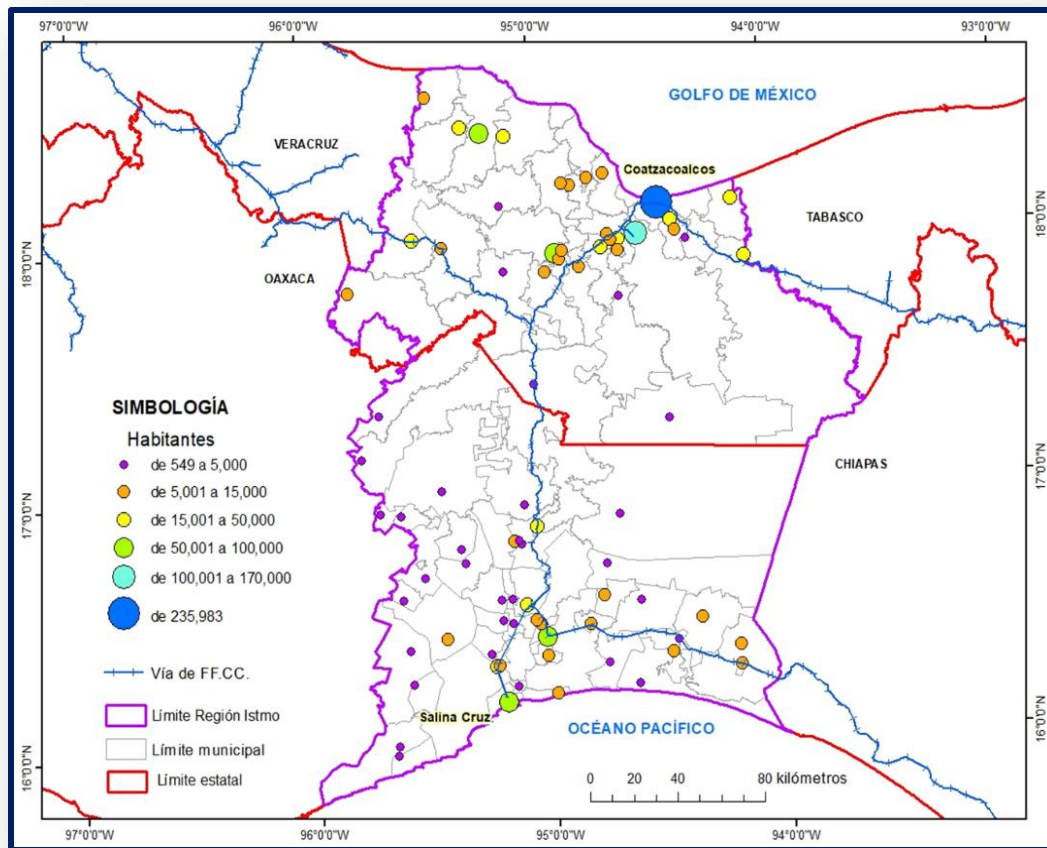 97°0'0"W 96°0'0"W 95°0'0"W 94°0'0"W 93°0'0"W
GOLFO DE MÉXICO
VERACRUZ
Coatzacoalcos
TABASCO
18°0'0"N
18°0'0"N
OAXACA
SIMBOLOGÍA
Habitantes
de 549 a 5,000
de 5,001 a 15,000
de 15,001 a 50,000
de 50,001 a 100,000
de 100,001 a 170,000
de 235,983
CHIAPAS
17°0'0"N
17°0'0"N
Vía de FF.CC.
Límite Región Istmo
Límite municipal
Límite estatal
Salina Cruz
OCÉANO PACÍFICO
16°0'0"N
16°0'0"N
0 20 40 80 kilómetros
97°0'0"W 96°0'0"W 95°0'0"W 94°0'0"W